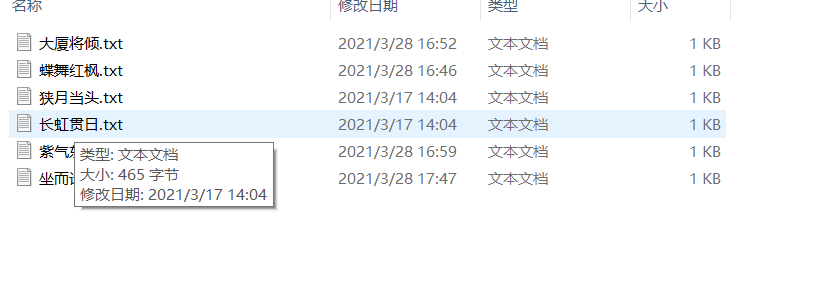 名称 修改日期 类型 大小
大厦将倾.txt 2021/3/28 16:52 文本文档 1 KB
蝶舞红枫.txt 2021/3/28 16:46 文本文档 1 KB
狭月当头.txt 2021/3/17 14:04 文本文档 1 KB
长虹贯日.txt 2021/3/17 14:04 文本文档 1 KB
紫气 2021/3/28 16:59 文本文档 1 KB
类型: 文本文档
大小: 465 字节
坐而 2021/3/28 17:47 文本文档 1 KB
修改日期: 2021/3/17 14:04